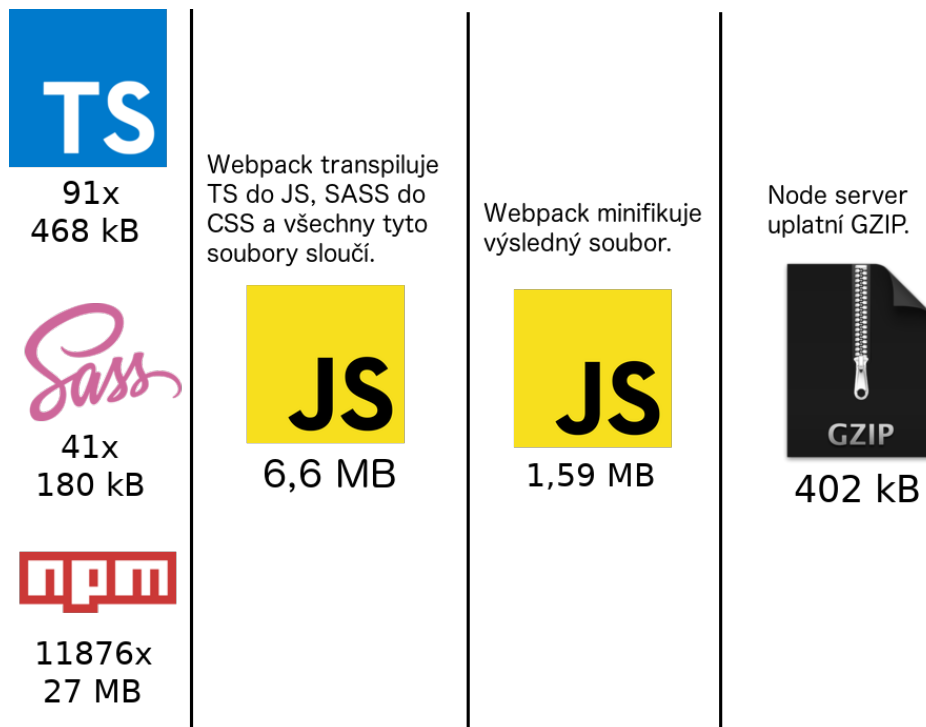 TS
91x
468 kB
Sass
41x
180 kB
npm
11876x
27 MB
Webpack transpiluje
TS do JS, SASS do
CSS a všechny tyto
soubory sloučí.
JS
6,6 MB
Webpack minifikuje
výsledný soubor.
JS
1,59 MB
Node server
uplatní GZIP.
GZIP
402 kB